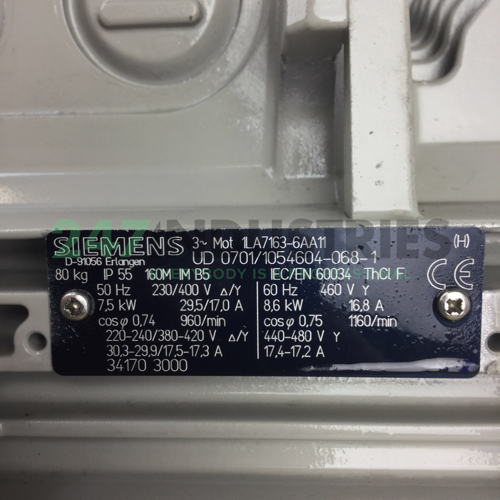 SIEMENS 3~ Mot 1LA7163-6AA11 (H)
D-91056 Erlangen UD 0701/1054604-068-1
80 kg IP 55 160M IM B5 IEC/EN 60034 Th.Cl. F CE
50 Hz 230/400 V Δ/Y 60 Hz 460 V Y
7,5 kW 29,5/17,0 A 8,6 kW 16,8 A
cosφ 0,74 960/min cosφ 0,75 1160/min
220-240/380-420 V Δ/Y 440-480 V Y
30,3-29,9/17,5-17,3 A 17,4-17,2 A
34170 3000